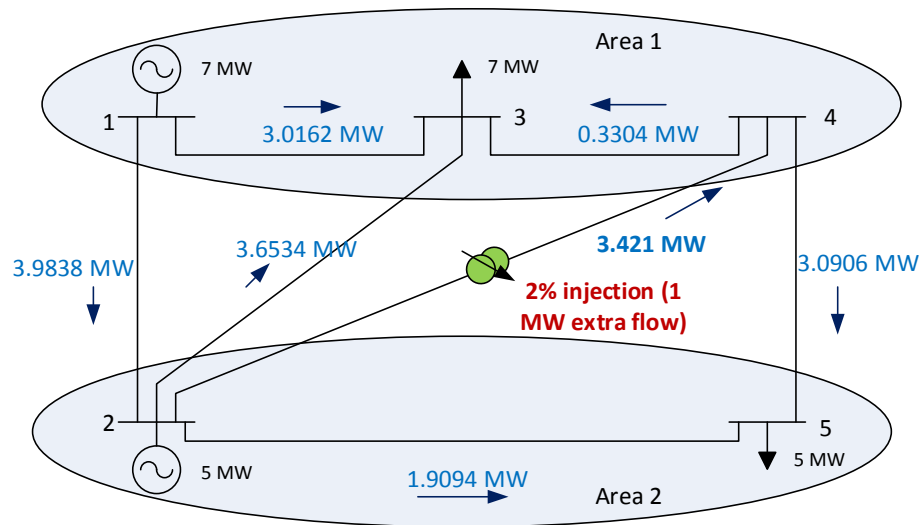 Area 1
7 MW
7 MW
1
3
4
3.0162 MW
0.3304 MW
3.6534 MW
3.421 MW
3.9838 MW
3.0906 MW
2% injection (1
MW extra flow)
2
5
5 MW
5 MW
1.9094 MW
Area 2